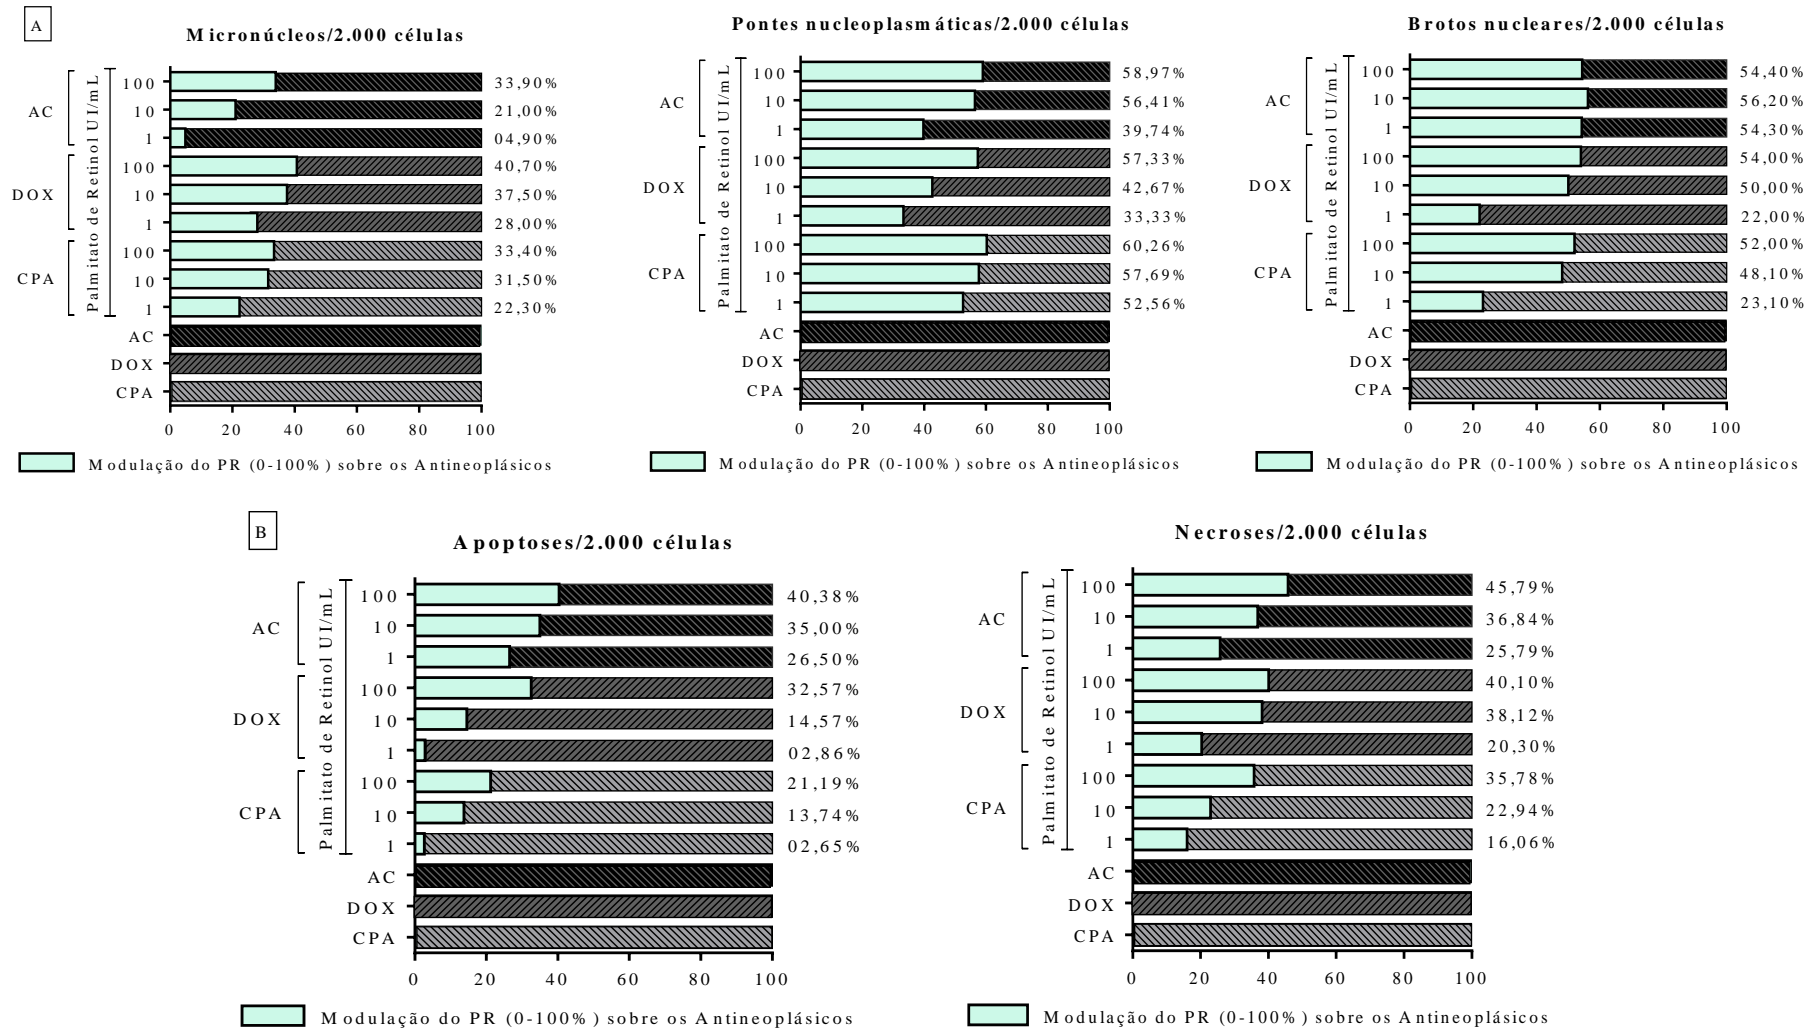 A
Micronúcleos/2.000 células
AC
DOX
CPA
Palmitato de Retinol UI/mL
100 33,90%
10 21,00%
1 04,90%
100 40,70%
10 37,50%
1 28,00%
100 33,40%
10 31,50%
1 22,30%
AC
DOX
CPA
0 20 40 60 80 100
Modulação do PR (0-100%) sobre os Antineoplásicos
Pontes nucleoplasmáticas/2.000 células
AC
DOX
CPA
Palmitato de Retinol UI/mL
100 58,97%
10 56,41%
1 39,74%
100 57,33%
10 42,67%
1 33,33%
100 60,26%
10 57,69%
1 52,56%
AC
DOX
CPA
0 20 40 60 80 100
Modulação do PR (0-100%) sobre os Antineoplásicos
Brotos nucleares/2.000 células
AC
DOX
CPA
Palmitato de Retinol UI/mL
100 54,40%
10 56,20%
1 54,30%
100 54,00%
10 50,00%
1 22,00%
100 52,00%
10 48,10%
1 23,10%
AC
DOX
CPA
0 20 40 60 80 100
Modulação do PR (0-100%) sobre os Antineoplásicos
B
Apoptoses/2.000 células
AC
DOX
CPA
Palmitato de Retinol UI/mL
100 40,38%
10 35,00%
1 26,50%
100 32,57%
10 14,57%
1 02,86%
100 21,19%
10 13,74%
1 02,65%
AC
DOX
CPA
0 20 40 60 80 100
Modulação do PR (0-100%) sobre os Antineoplásicos
Necroses/2.000 células
AC
DOX
CPA
Palmitato de Retinol UI/mL
100 45,79%
10 36,84%
1 25,79%
100 40,10%
10 38,12%
1 20,30%
100 35,78%
10 22,94%
1 16,06%
AC
DOX
CPA
0 20 40 60 80 100
Modulação do PR (0-100%) sobre os Antineoplásicos